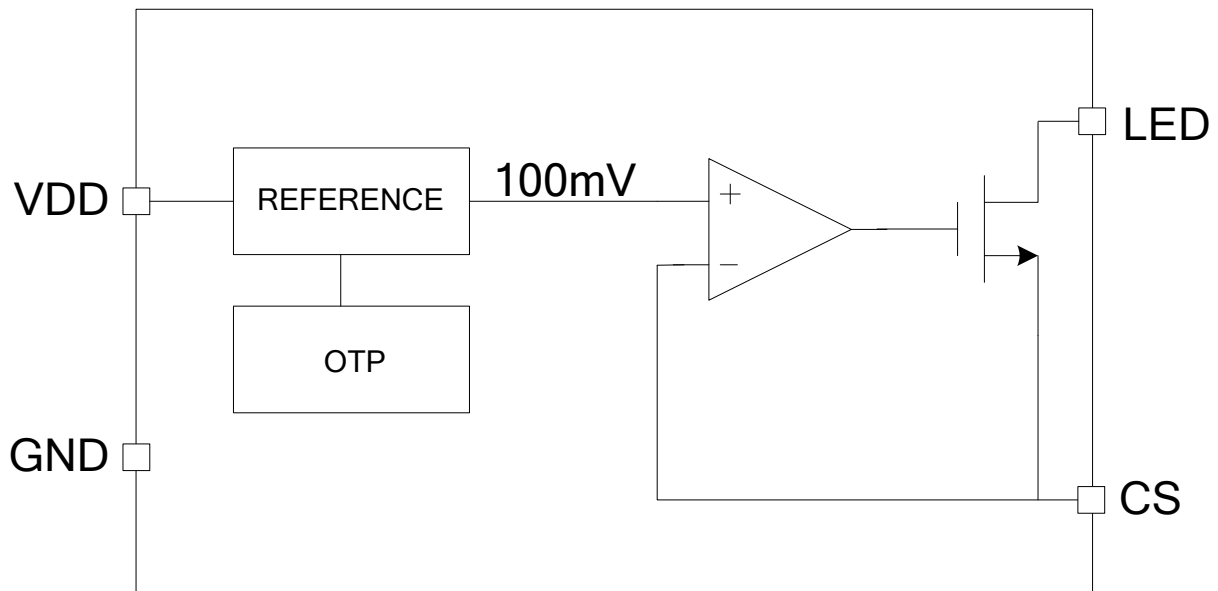 LED
100mV
VDD
REFERENCE
+
−
OTP
GND
CS